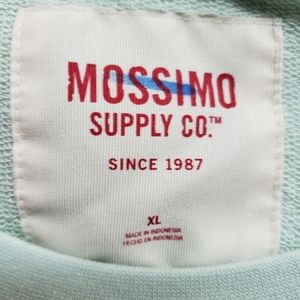 MOSSIMO
SUPPLY CO.™
SINCE 1987
XL
MADE IN INDONESIA
HECHO EN INDONESIA